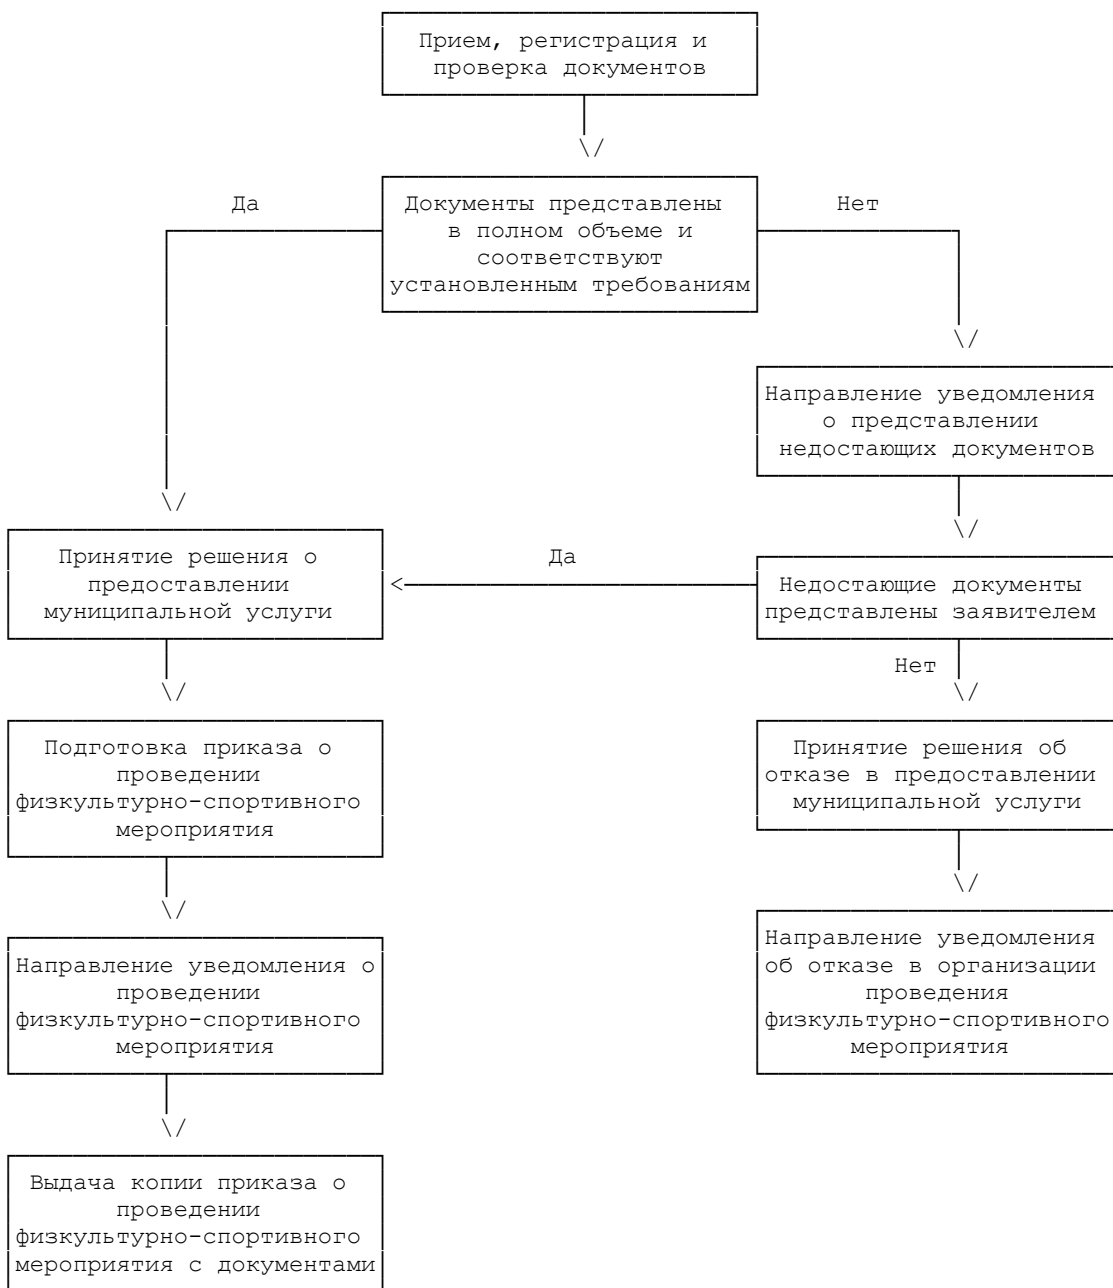 Прием, регистрация и
проверка документов
Да
Документы представлены
в полном объеме и
соответствуют
установленным требованиям
Нет
Направление уведомления
о представлении
недостающих документов
Принятие решения о
предоставлении
муниципальной услуги
Да
Недостающие документы
представлены заявителем
Нет
Подготовка приказа о
проведении
физкультурно-спортивного
мероприятия
Принятие решения об
отказе в предоставлении
муниципальной услуги
Направление уведомления о
проведении
физкультурно-спортивного
мероприятия
Направление уведомления
об отказе в организации
проведения
физкультурно-спортивного
мероприятия
Выдача копии приказа о
проведении
физкультурно-спортивного
мероприятия с документами